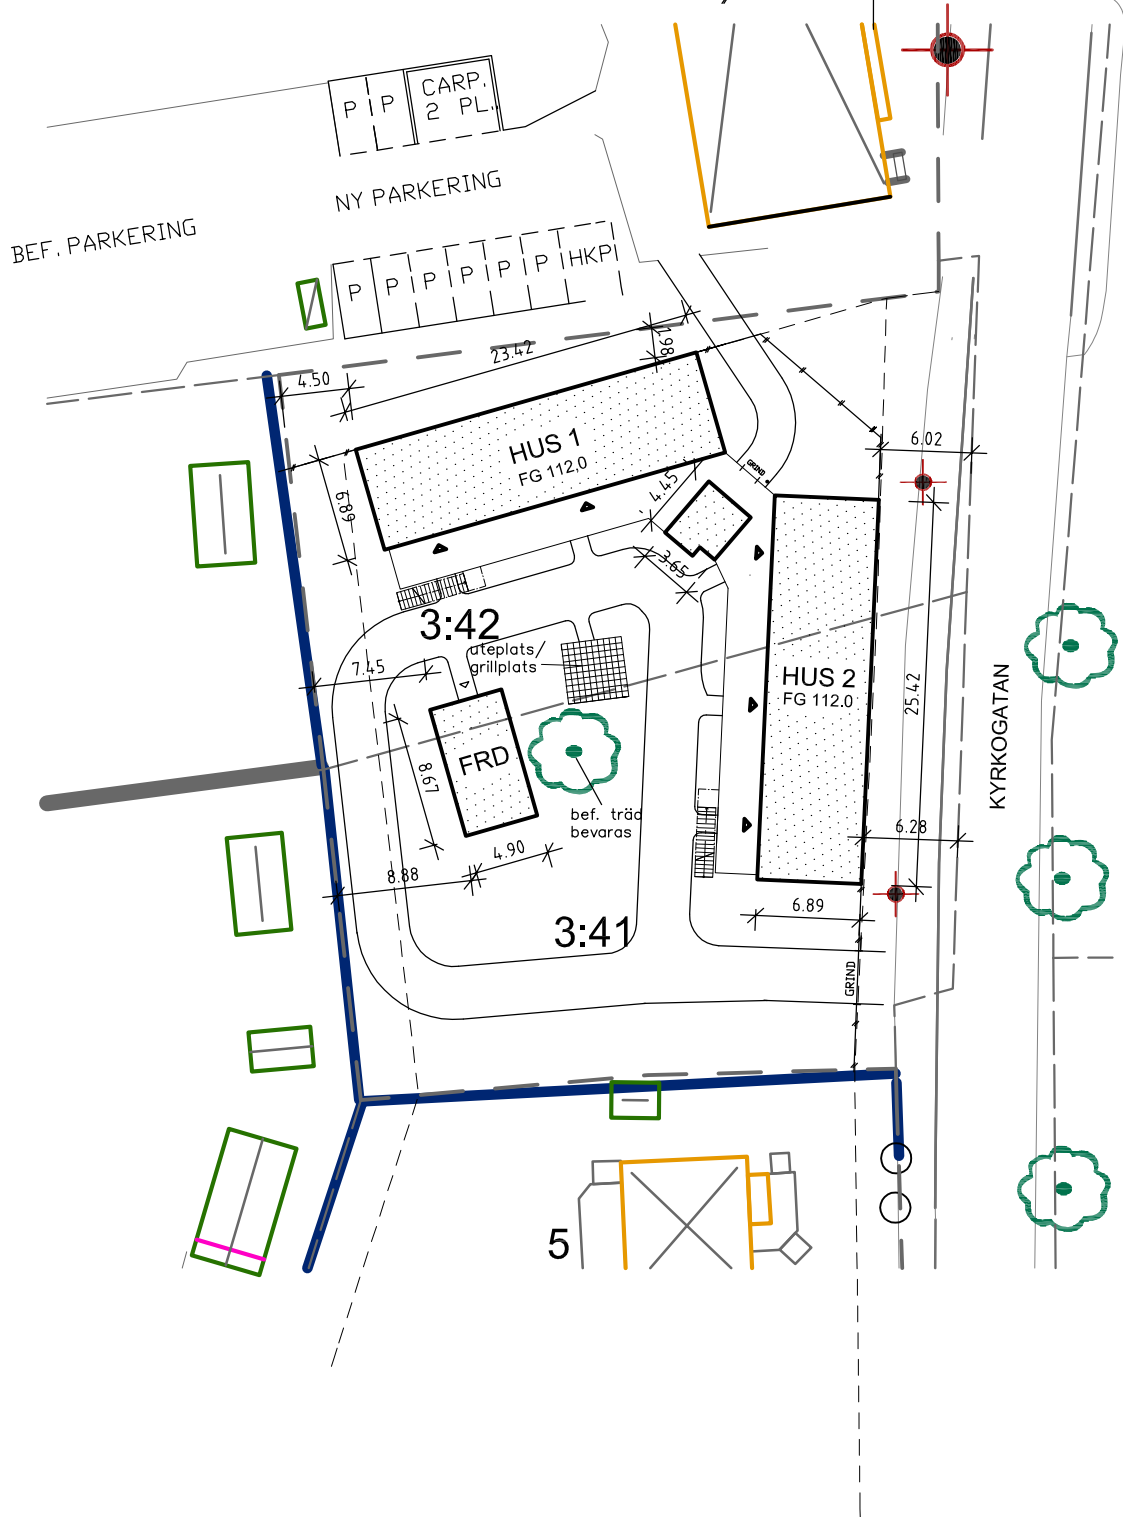 CARP.
2 PL.
P
P
NY PARKERING
BEF. PARKERING
P
P
P
P
P
P
HKP
23.42
1.98
4.50
HUS 1
FG 112.0
6.02
GRIND
4.45
6.89
3.65
3:42
uteplats/
grillplats
7.45
HUS 2
FG 112.0
25.42
KYRKOGATAN
FRD
8.67
bef. träd
bevaras
6.28
4.90
8.88
6.89
3:41
GRIND
5